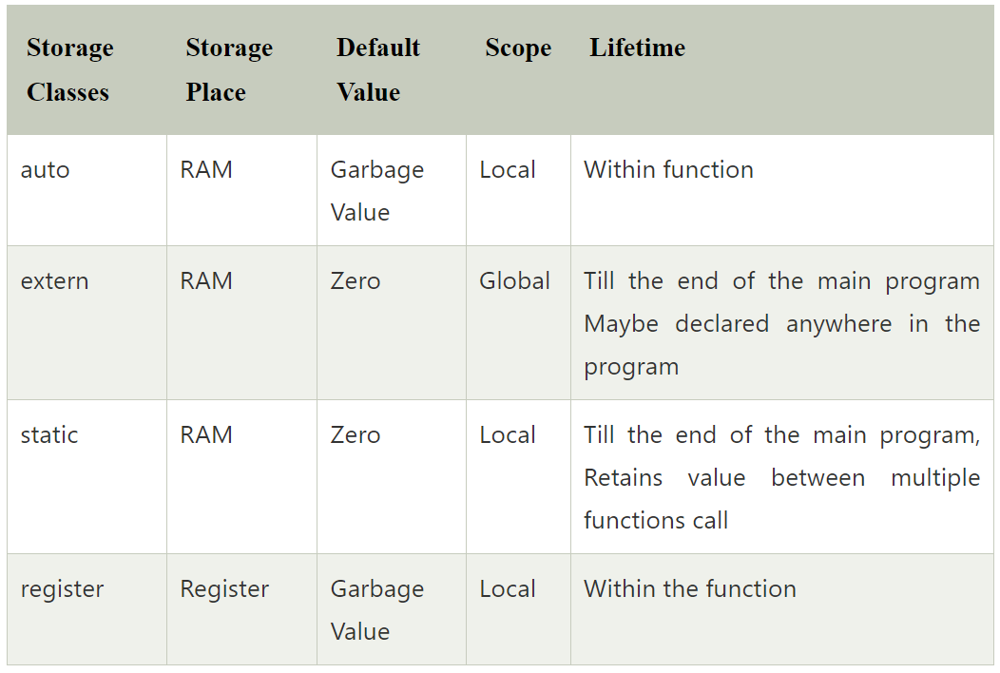 Storage Classes
Storage Place
Default Value
Scope
Lifetime
auto
RAM
Garbage Value
Local
Within function
extern
RAM
Zero
Global
Till the end of the main program
Maybe declared anywhere in the
program
static
RAM
Zero
Local
Till the end of the main program,
Retains value between multiple
functions call
register
Register
Garbage Value
Local
Within the function